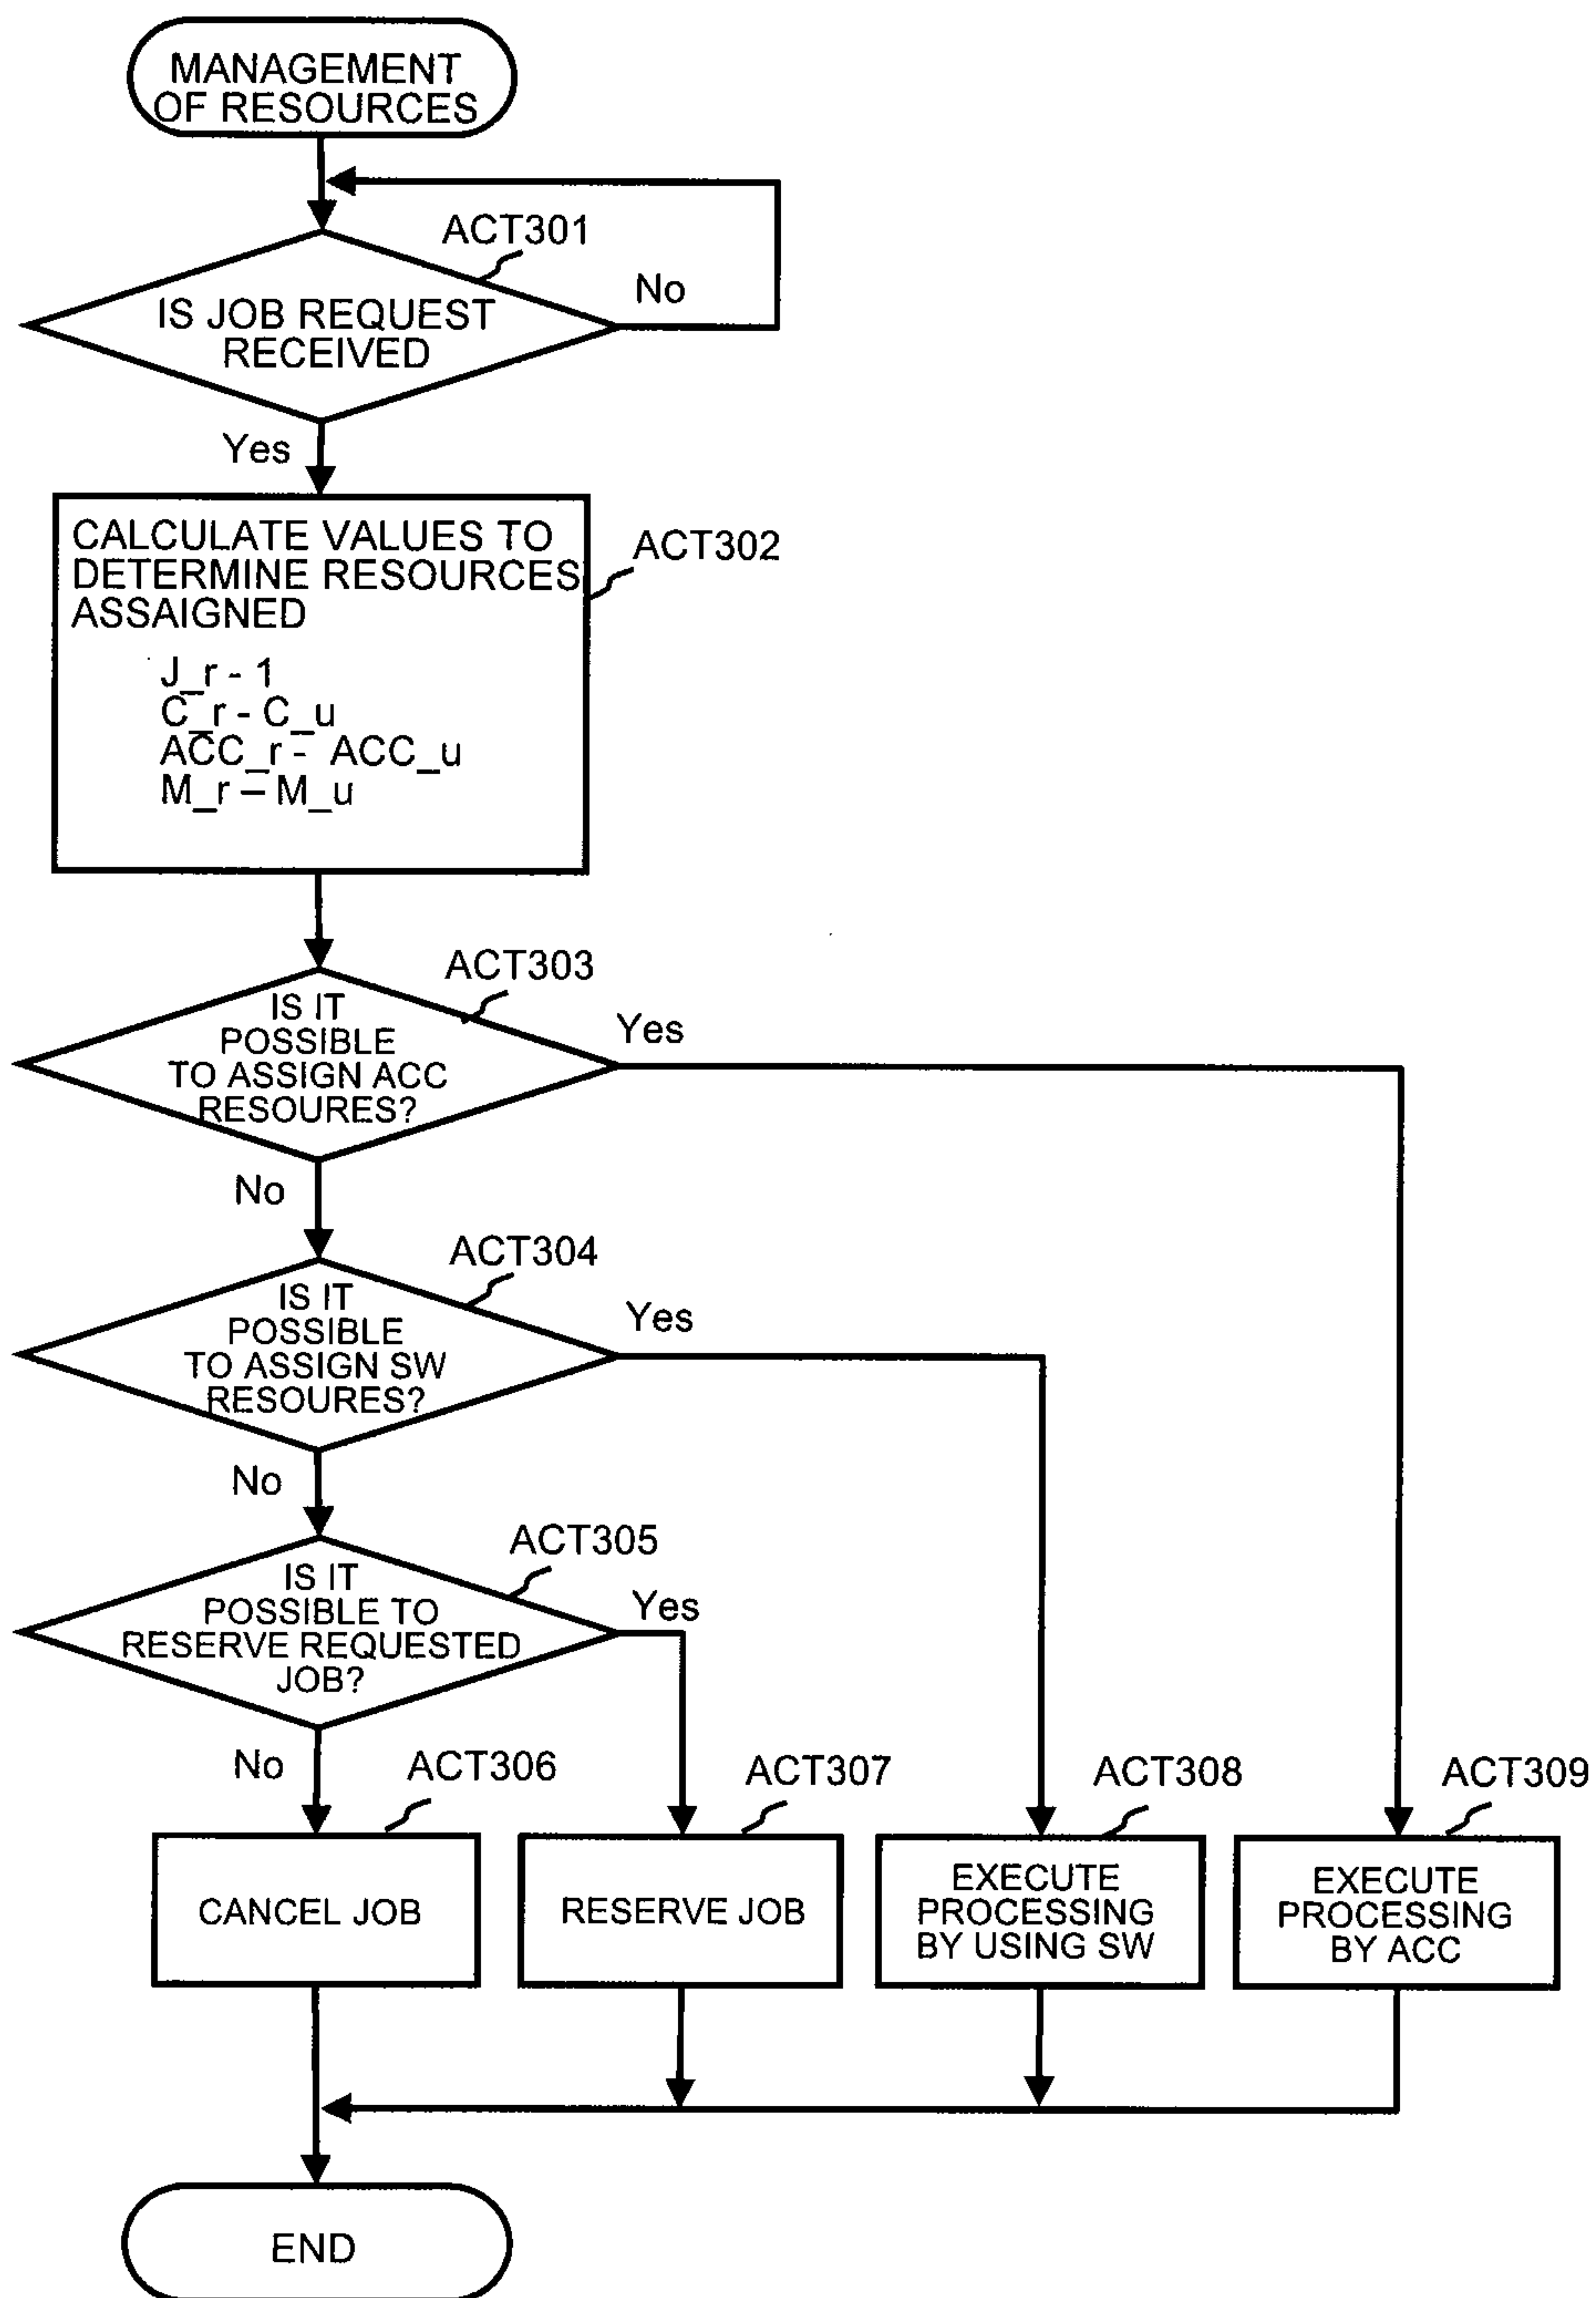 MANAGEMENT
OF RESOURCES
ACT301
No
IS JOB REQUEST
RECEIVED
Yes
CALCULATE VALUES TO
DETERMINE RESOURCES
ASSAIGNED
ACT302
J_r - 1
C_r - C_u
ACC_r - ACC_u
M_r – M_u
ACT303
IS IT
POSSIBLE
TO ASSIGN ACC
RESOURES?
Yes
No
ACT304
IS IT
POSSIBLE
TO ASSIGN SW
RESOURES?
Yes
No
ACT305
IS IT
POSSIBLE TO
RESERVE REQUESTED
JOB?
Yes
No
ACT306
ACT307
ACT308
ACT309
CANCEL JOB
RESERVE JOB
EXECUTE
PROCESSING
BY USING SW
EXECUTE
PROCESSING
BY ACC
END